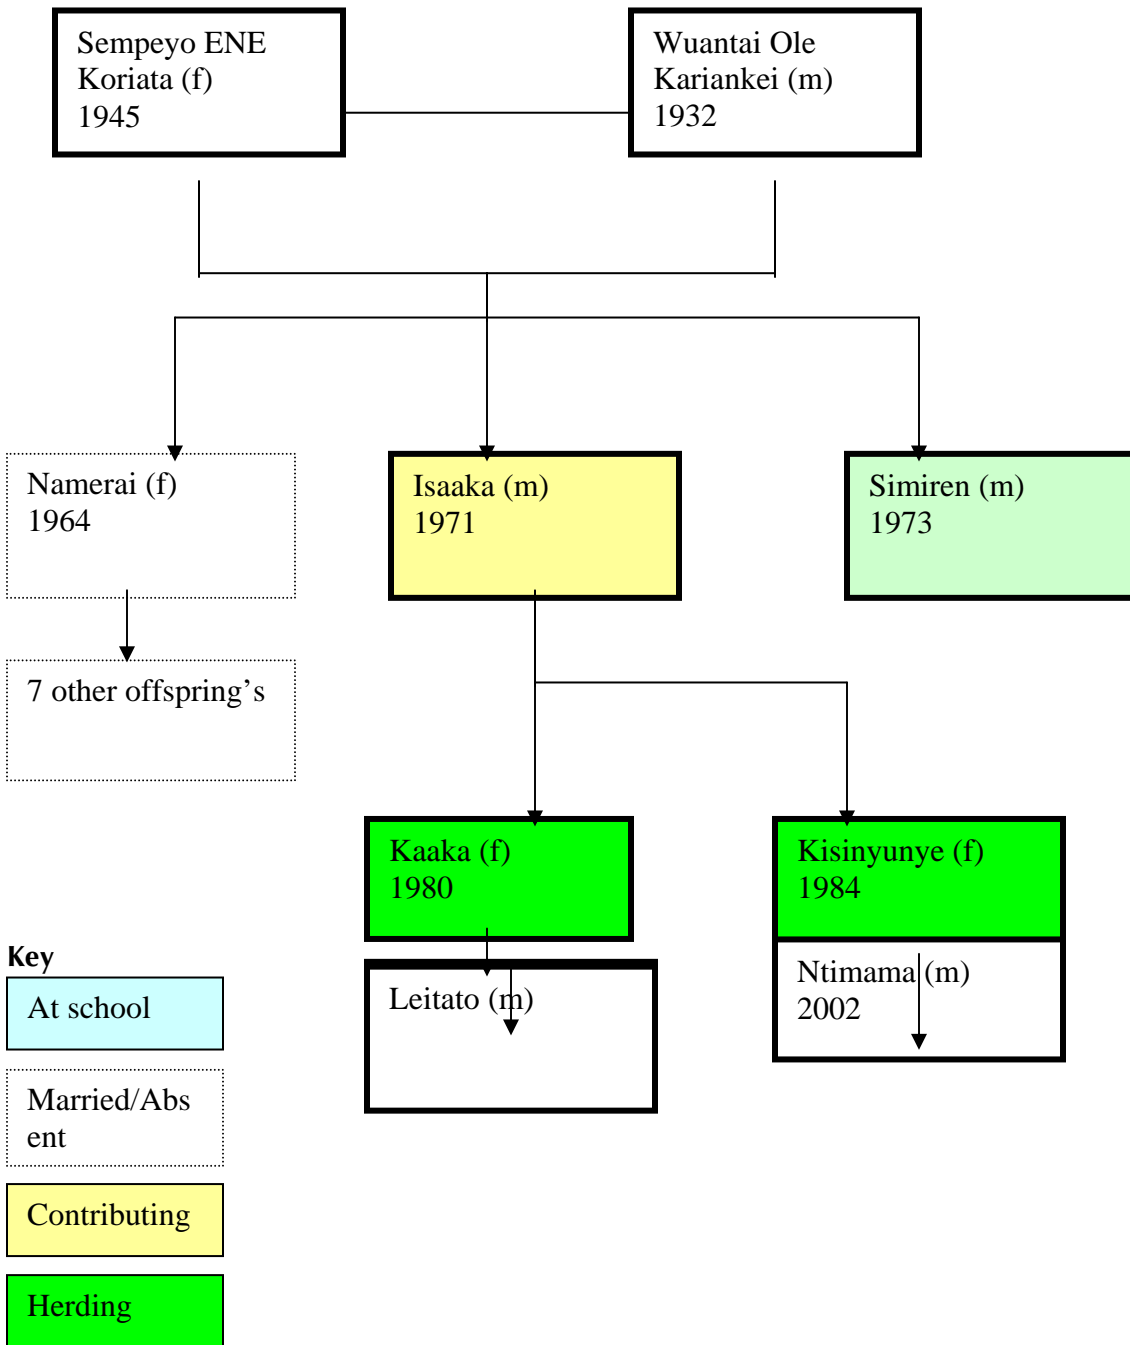 Sempeyo ENE
Koriata (f)
1945
Wuantai Ole
Kariankei (m)
1932
Namerai (f)
1964
Isaaka (m)
1971
Simiren (m)
1973
7 other offspring’s
Kaaka (f)
1980
Kisinyunye (f)
1984
Leitato (m)
Ntimama (m)
2002
Key
At school
Married/Abs
ent
Contributing
Herding